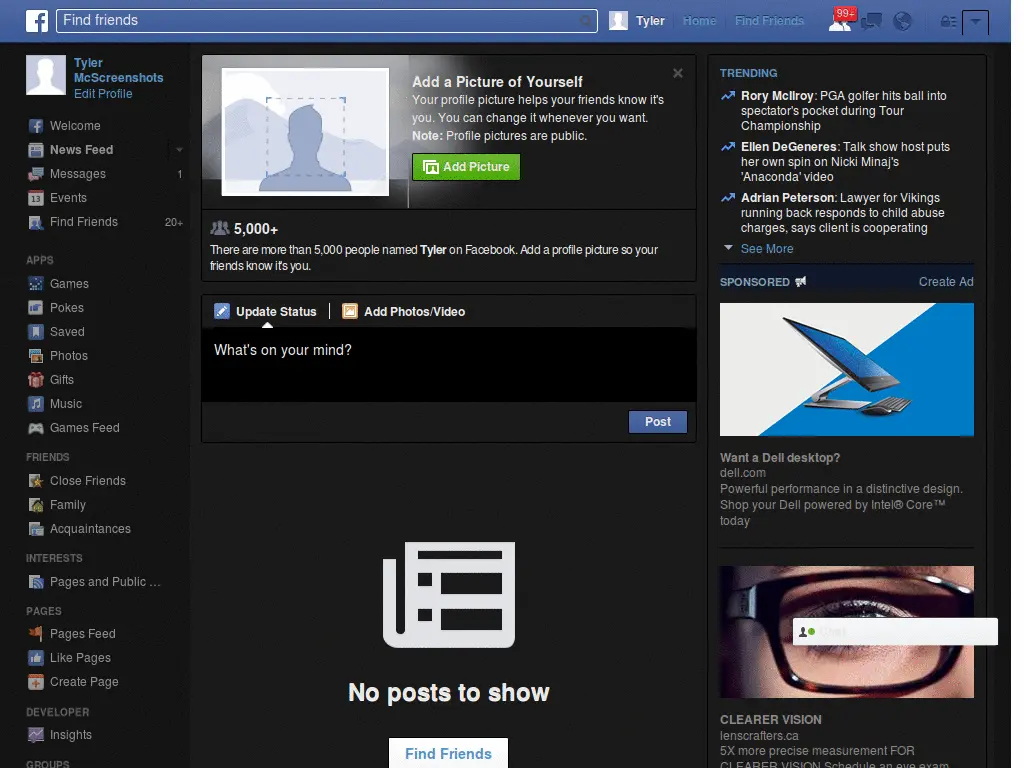 Find friends
Tyler
Home
Find Friends
99+
Tyler
McScreenshots
Edit Profile
Welcome
News Feed
Messages
1
Events
Find Friends
20+
APPS
Games
Pokes
Saved
Photos
Gifts
Music
Games Feed
FRIENDS
Close Friends
Family
Acquaintances
INTERESTS
Pages and Public ...
PAGES
Pages Feed
Like Pages
Create Page
DEVELOPER
Insights
GROUPS
Add a Picture of Yourself
Your profile picture helps your friends know it's
you. You can change it whenever you want.
Note: Profile pictures are public.
Add Picture
5,000+
There are more than 5,000 people named Tyler on Facebook. Add a profile picture so your
friends know it's you.
Update Status
Add Photos/Video
What's on your mind?
Post
No posts to show
Find Friends
TRENDING
Rory McIlroy: PGA golfer hits ball into
spectator's pocket during Tour
Championship
Ellen DeGeneres: Talk show host puts
her own spin on Nicki Minaj's
'Anaconda' video
Adrian Peterson: Lawyer for Vikings
running back responds to child abuse
charges, says client is cooperating
See More
SPONSORED
Create Ad
Want a Dell desktop?
dell.com
Powerful performance in a distinctive design.
Shop your Dell powered by Intel® Core™
today
Chat
CLEARER VISION
lenscrafters.ca
5X more precise measurement FOR
CLEARER VISION Schedule an eye exam